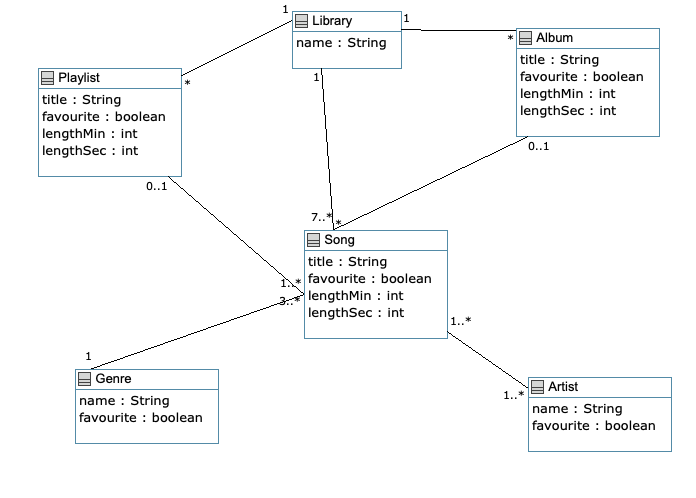 1
Library
name : String
1
1
*
Album
title : String
favourite : boolean
lengthMin : int
lengthSec : int
0..1
*
Playlist
title : String
favourite : boolean
lengthMin : int
lengthSec : int
0..1
7..*
*
Song
title : String
favourite : boolean
lengthMin : int
lengthSec : int
1..*
3..*
1..*
1
Genre
name : String
favourite : boolean
1..*
Artist
name : String
favourite : boolean